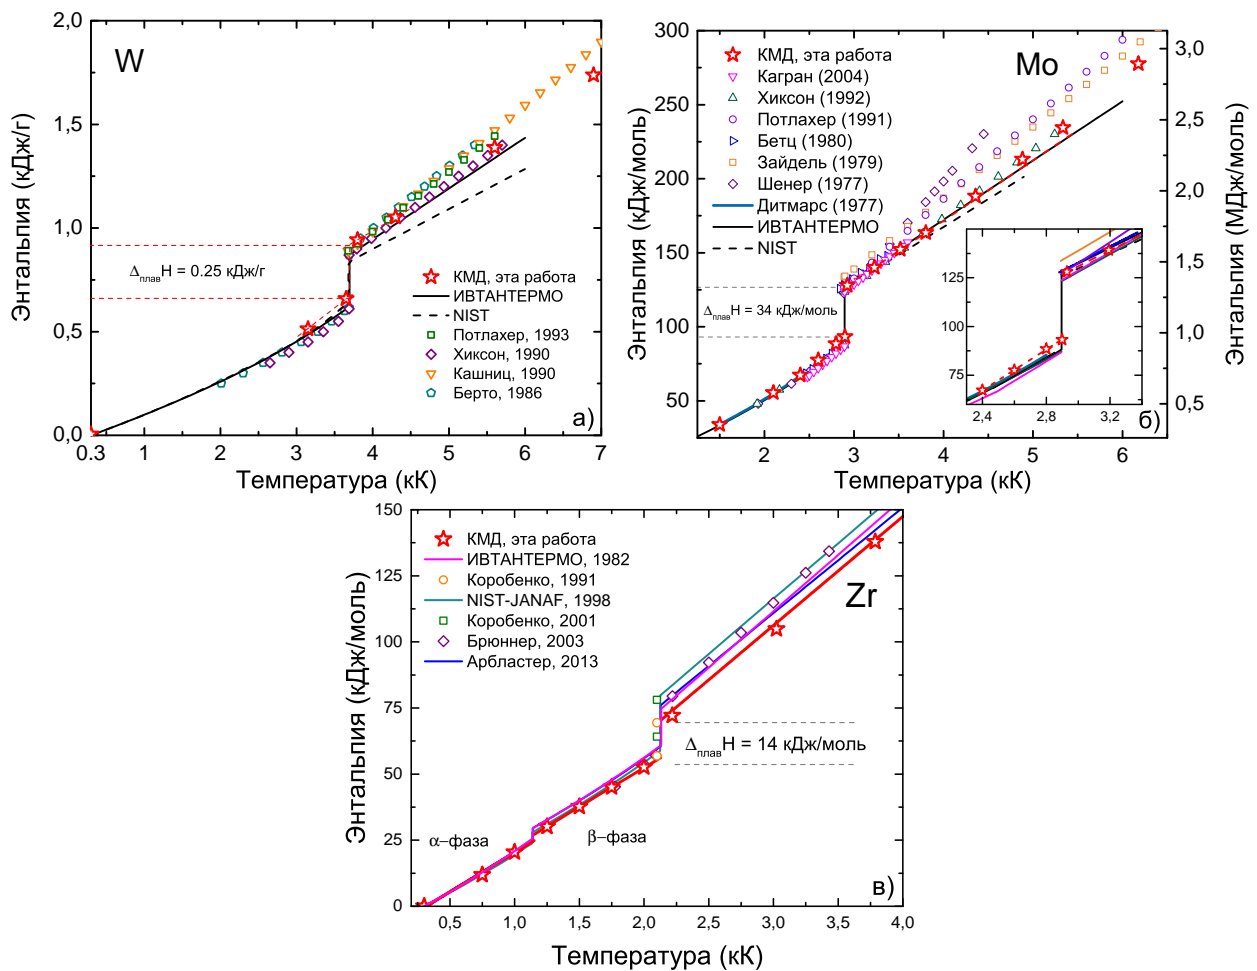 W
2,0
1,5
1,0
0,5
0,0
Энтальпия (кДж/г)
Δ плав H = 0.25 кДж/г
КМД, эта работа
ИВТАНТЕРМО
NIST
Потлахер, 1993
Хиксон, 1990
Кашниц, 1990
Берто, 1986
а)
0.3 1 2 3 4 5 6 7
Температура (кК)
Mo
300
250
200
150
100
50
Энтальпия (кДж/моль)
КМД, эта работа
Кагран (2004)
Хиксон (1992)
Потлахер (1991)
Бетц (1980)
Зайдель (1979)
Шенер (1977)
Дитмарс (1977)
ИВТАНТЕРМО
NIST
Δ плав H = 34 кДж/моль
125
100
75
2,4 2,8 3,2
б)
3,0
2,5
2,0
1,5
1,0
0,5
Энтальпия (МДж/моль)
2 3 4 5 6
Температура (кК)
Zr
150
125
100
75
50
25
0
Энтальпия (кДж/моль)
КМД, эта работа
ИВТАНТЕРМО, 1982
Коробенко, 1991
NIST-JANAF, 1998
Коробенко, 2001
Брюннер, 2003
Арбластер, 2013
Δ плав H = 14 кДж/моль
α−фаза
β−фаза
в)
0,5 1,0 1,5 2,0 2,5 3,0 3,5 4,0
Температура (кК)